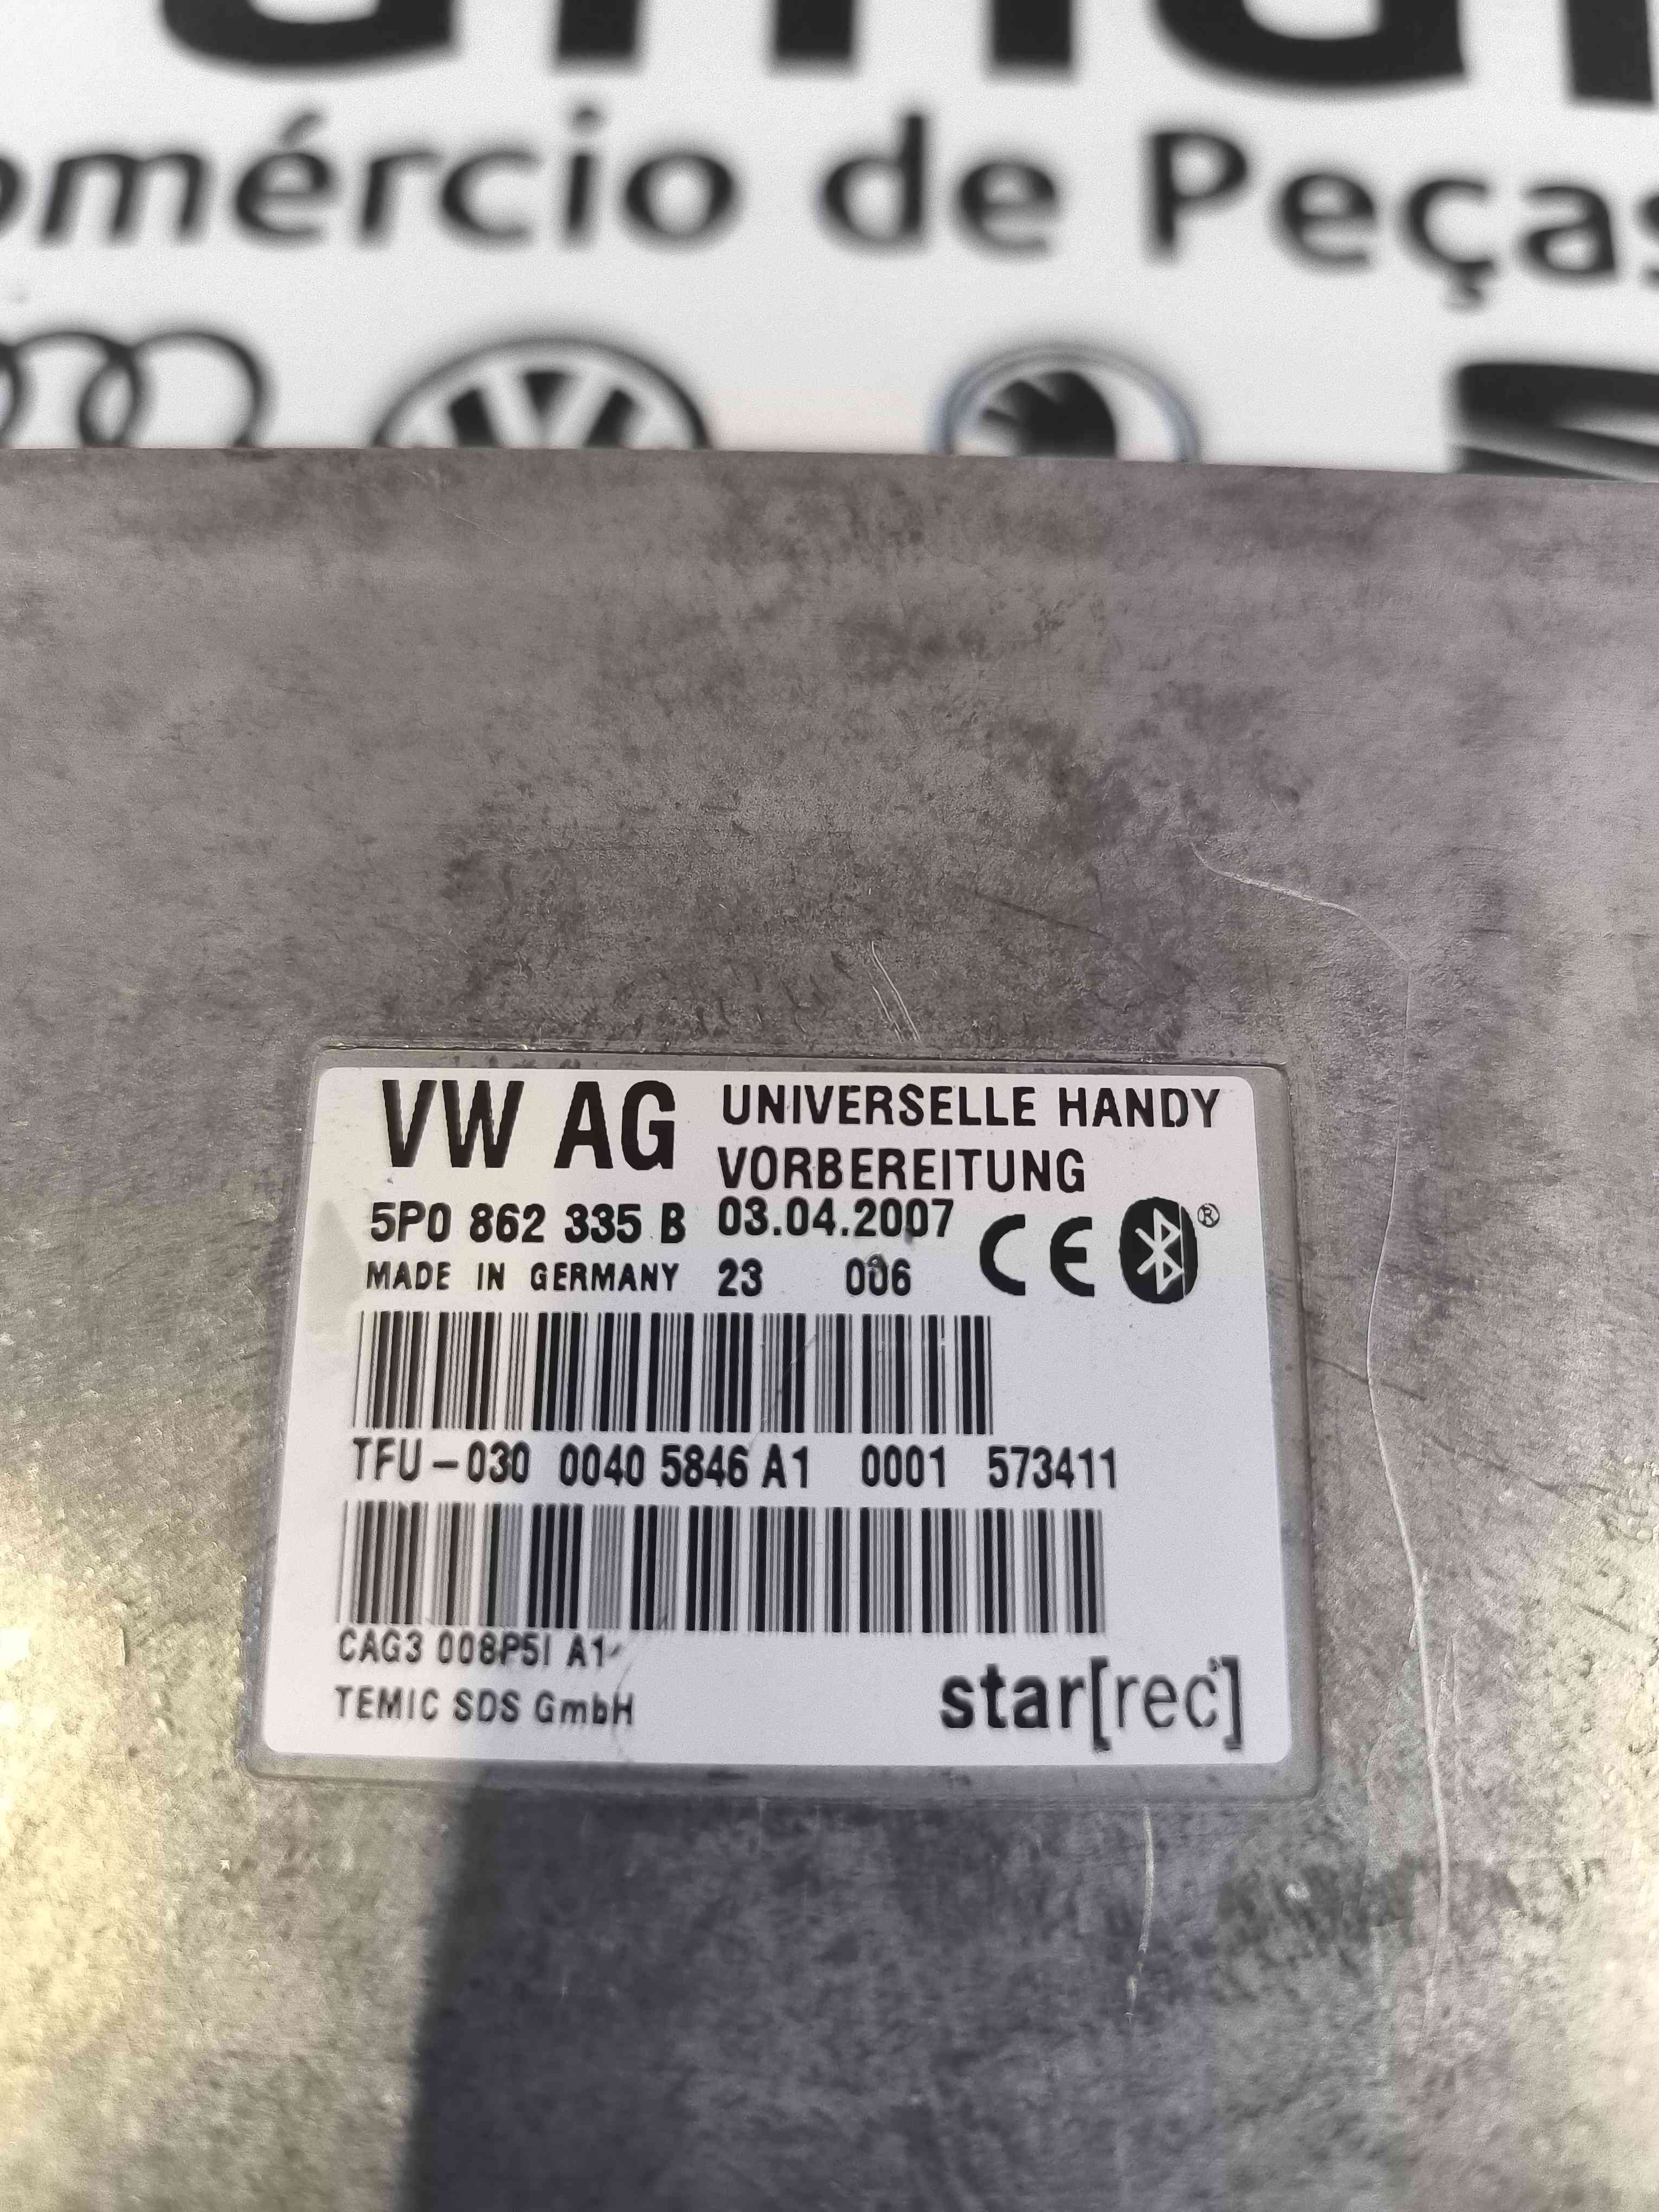 omércio de Peças
VW AG UNIVERSELLE HANDY
VORBEREITUNG
5P0 862 335 B 03.04.2007 CE ®
MADE IN GERMANY 23 006
TFU-030 0040 5846 A1 0001 573411
CAG3 008P5I A1
TEMIC SDS GmbH
star[rec]